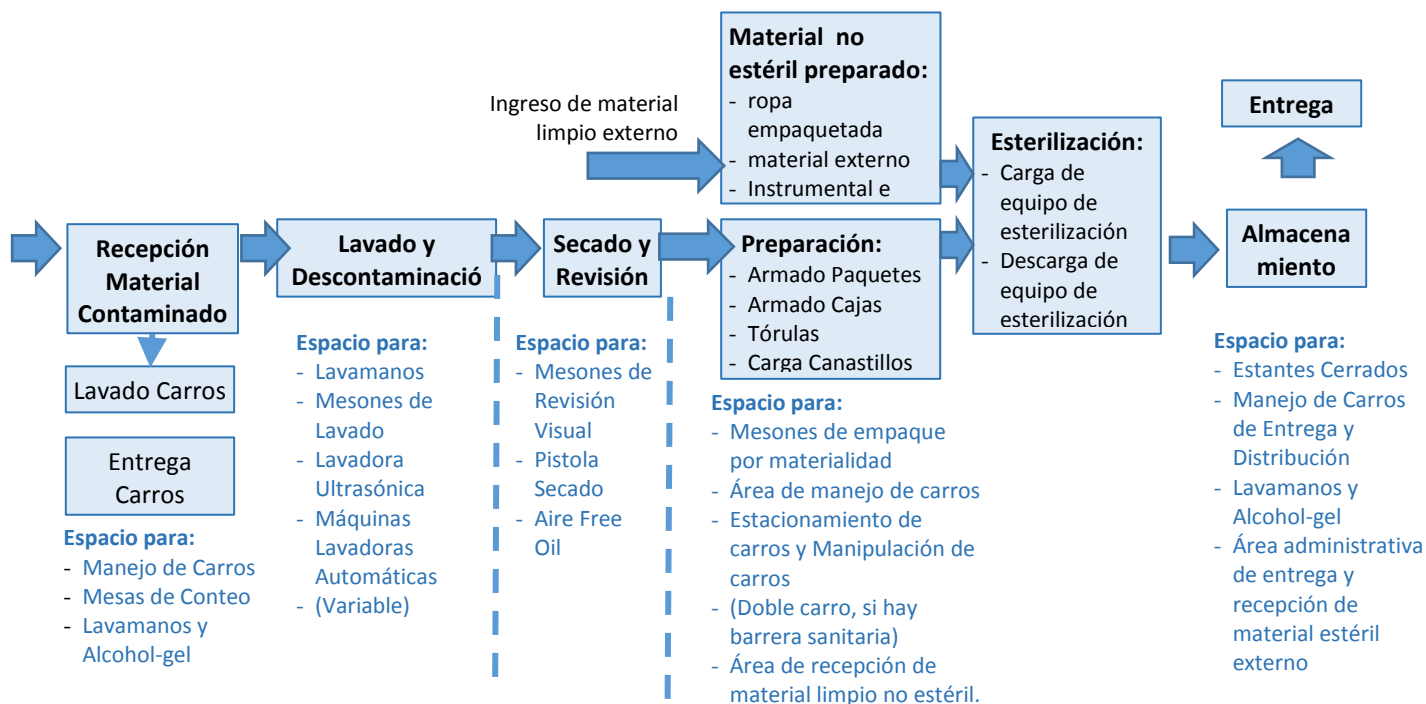 Ingreso de material
limpio externo
Material no
estéril preparado:
- ropa
empaquetada
- material externo
- Instrumental e
Recepción
Material
Contaminado
Lavado Carros
Entrega
Carros
Espacio para:
- Manejo de Carros
- Mesas de Conteo
- Lavamanos y
Alcohol-gel
Lavado y
Descontaminació
Espacio para:
- Lavamanos
- Mesones de
Lavado
- Lavadora
Ultrasónica
- Máquinas
Lavadoras
Automáticas
- (Variable)
Secado y
Revisión
Espacio para:
- Mesones de
Revisión
Visual
- Pistola
Secado
- Aire Free
Oil
Preparación:
- Armado Paquetes
- Armado Cajas
- Tórulas
- Carga Canastillos
Espacio para:
- Mesones de empaque
por materialidad
- Área de manejo de carros
- Estacionamiento de
carros y Manipulación de
carros
- (Doble carro, si hay
barrera sanitaria)
- Área de recepción de
material limpio no estéril.
Esterilización:
- Carga de
equipo de
esterilización
- Descarga de
equipo de
esterilización
Entrega
Almacena
miento
Espacio para:
- Estantes Cerrados
- Manejo de Carros
de Entrega y
Distribución
- Lavamanos y
Alcohol-gel
- Área administrativa
de entrega y
recepción de
material estéril
externo